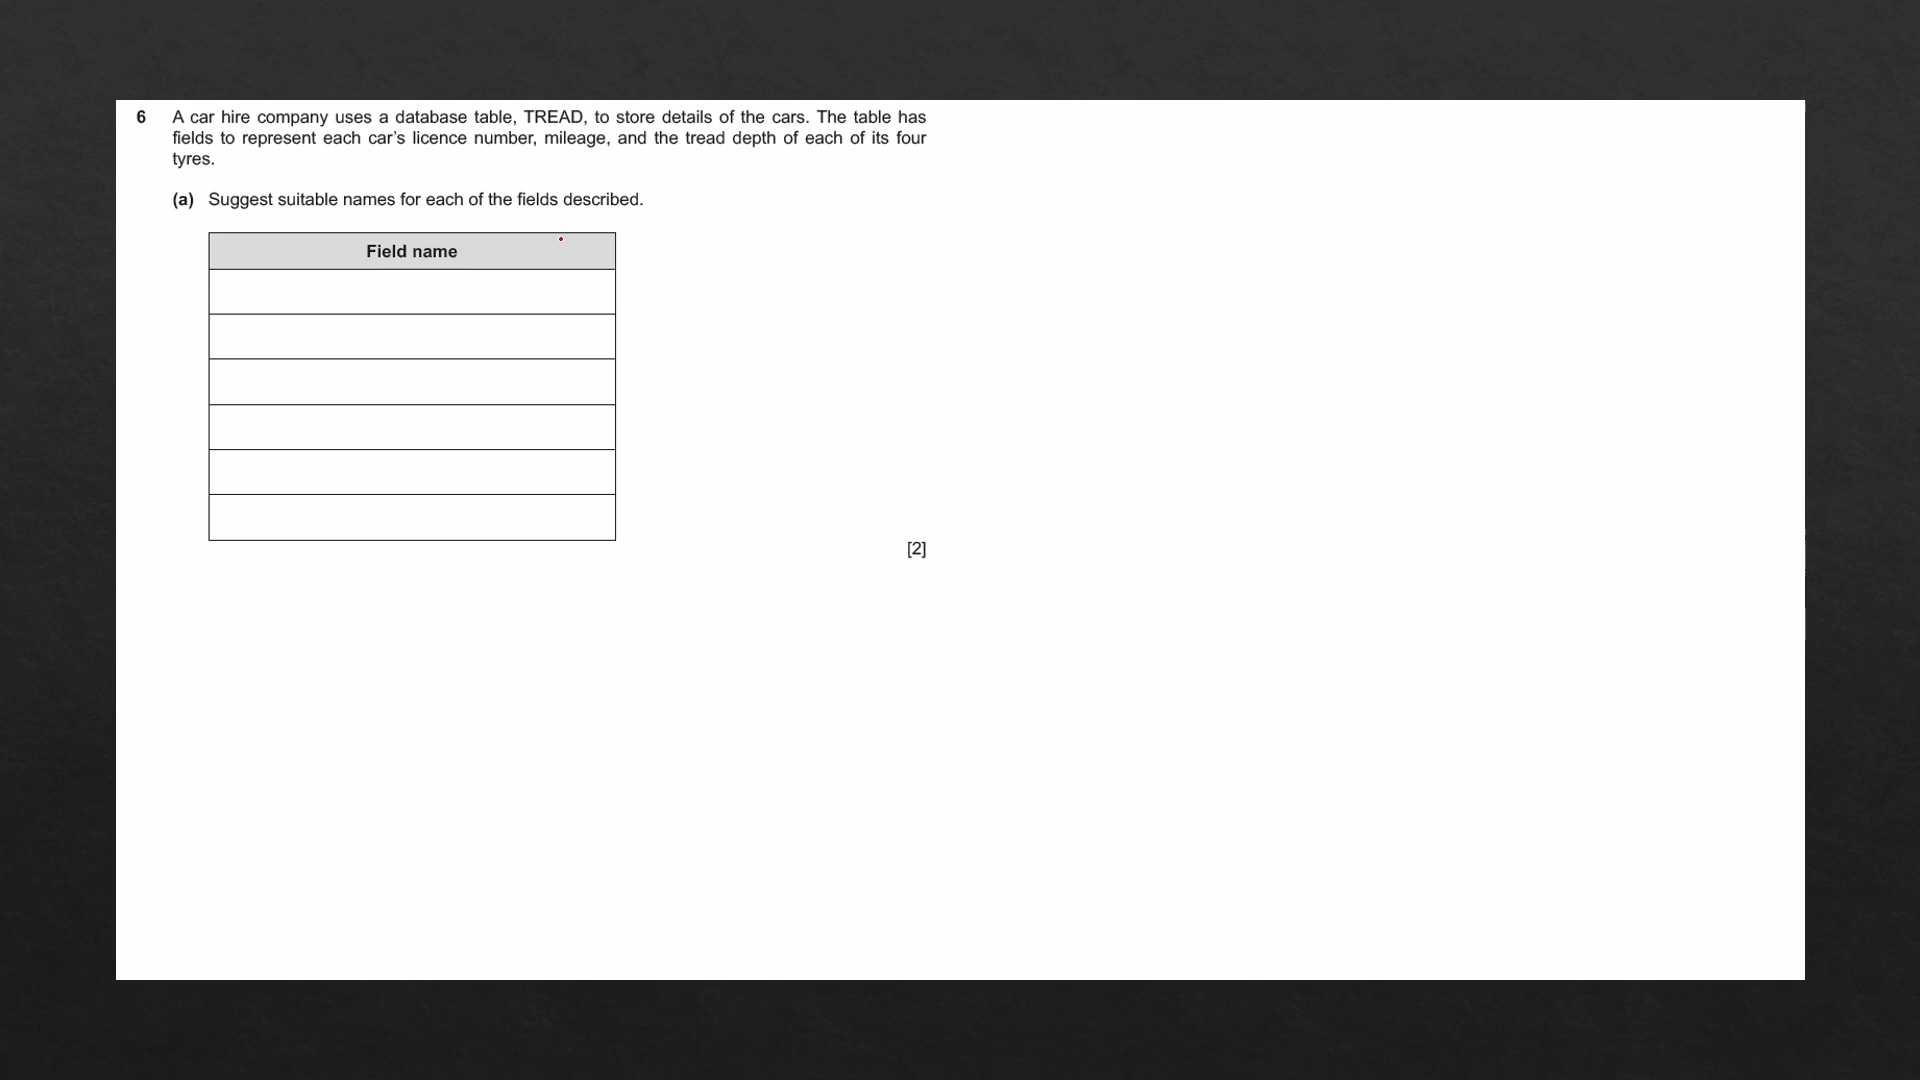 6 A car hire company uses a database table, TREAD, to store details of the cars. The table has
fields to represent each car's licence number, mileage, and the tread depth of each of its four
tyres.
(a) Suggest suitable names for each of the fields described.
Field name
[2]